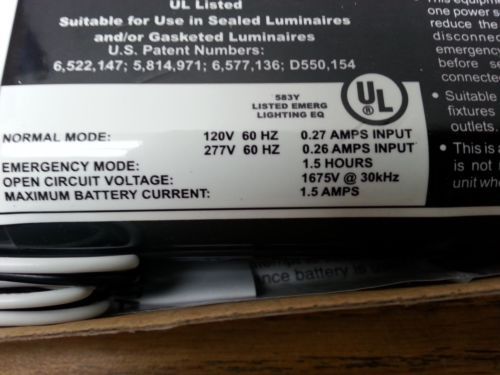 UL Listed
Suitable for Use in Sealed Luminaires
and/or Gasketed Luminaires
U.S. Patent Numbers:
6,522,147; 5,814,971; 6,577,136; D550,154
583Y
LISTED EMERG
LIGHTING EQ
UL
NORMAL MODE: 120V 60 HZ 0.27 AMPS INPUT
277V 60 HZ 0.26 AMPS INPUT
EMERGENCY MODE: 1.5 HOURS
OPEN CIRCUIT VOLTAGE: 1675V @ 30kHz
MAXIMUM BATTERY CURRENT: 1.5 AMPS
This equipm
one power s
reduce the
disconnec
emergency
before se
connected
• Suitable
fixtures
outlets.
• This is a
is not
unit whe
nce battery is